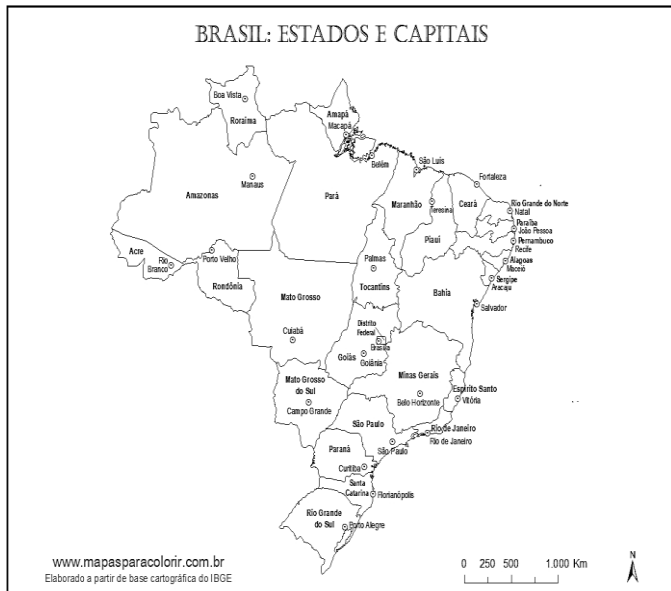 BRASIL: ESTADOS E CAPITAIS
Boa Vista
Roraima
Amapá
Macapá
Belém
São Luís
Fortaleza
Manaus
Amazonas
Pará
Maranhão
Teresina
Ceará
Rio Grande do Norte
Natal
Paraíba
João Pessoa
Pernambuco
Recife
Piauí
Acre
Rio
Branco
Porto Velho
Rondônia
Palmas
Tocantins
Alagoas
Maceió
Sergipe
Aracaju
Bahia
Salvador
Mato Grosso
Cuiabá
Distrito
Federal
Brasília
Goiás
Goiânia
Minas Gerais
Belo Horizonte
Espírito Santo
Vitória
Mato Grosso
do Sul
Campo Grande
São Paulo
São Paulo
Rio de Janeiro
Rio de Janeiro
Paraná
Curitiba
Santa
Catarina
Florianópolis
Rio Grande
do Sul
Porto Alegre
www.mapasparacolorir.com.br
Elaborado a partir de base cartográfica do IBGE
0 250 500 1.000 Km
N